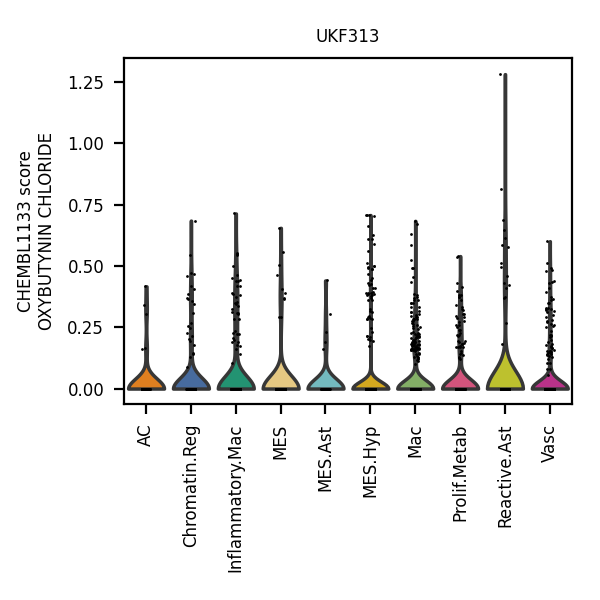 UKF313
CHEMBL1133 score
OXYBUTYNIN CHLORIDE
1.25
1.00
0.75
0.50
0.25
0.00
AC
Chromatin.Reg
Inflammatory.Mac
MES
MES.Ast
MES.Hyp
Mac
Prolif.Metab
Reactive.Ast
Vasc